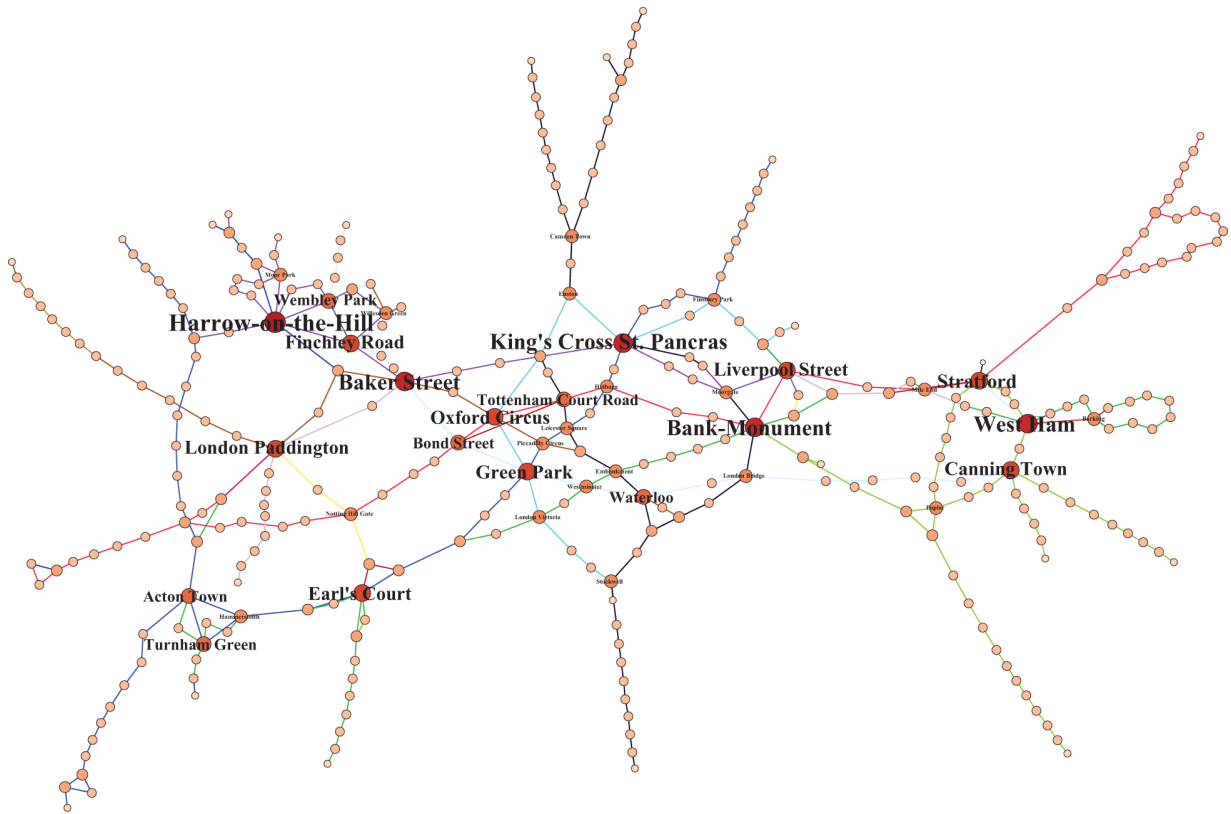 Camden Town
Moor Park
Euston
Wembley Park
Finsbury Park
Willesden Green
Harrow-on-the-Hill
King's Cross St. Pancras
Finchley Road
Liverpool Street
Baker Street
Stratford
Holborn
Moorgate
Mile End
Tottenham Court Road
Oxford Circus
West Ham
Barking
Leicester Square
Bank-Monument
Bond Street
Piccadilly Circus
London Paddington
Green Park
Embankment
London Bridge
Canning Town
Westminster
Waterloo
Notting Hill Gate
London Victoria
Poplar
Stockwell
Earl's Court
Acton Town
Hammersmith
Turnham Green